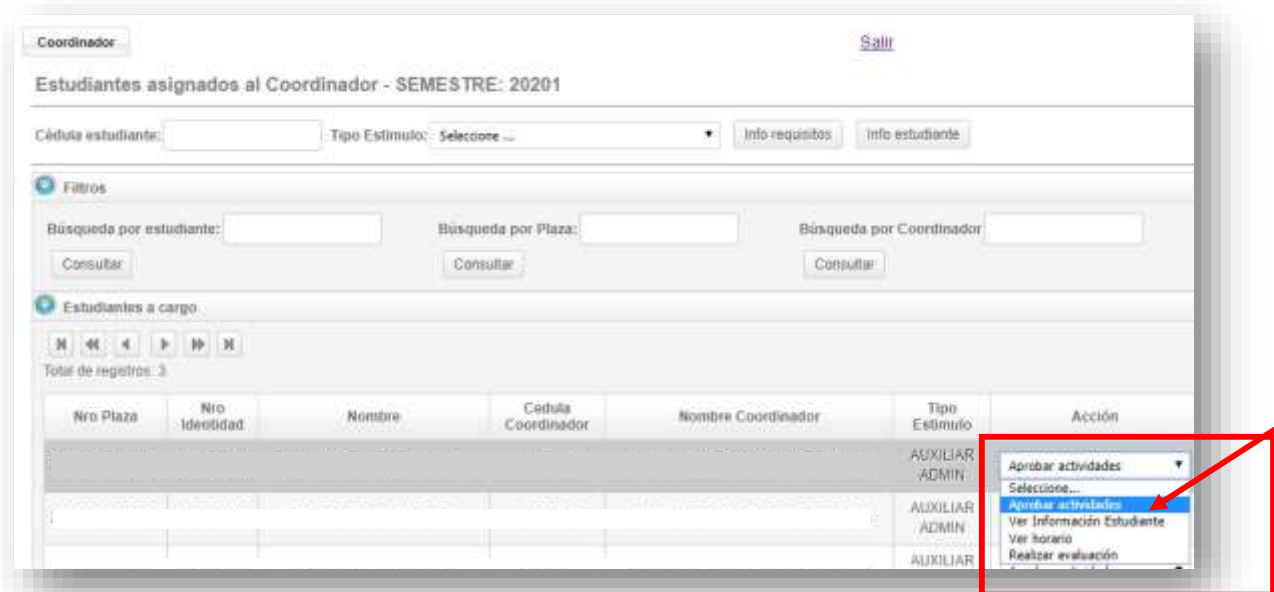 Coordinador
Salir
Estudiantes asignados al Coordinador - SEMESTRE: 20201
Cédula estudiante: Tipo Estimulo: Seleccione ... Info requisitos Info estudiante
Filtros
Búsqueda por estudiante: Búsqueda por Plaza: Búsqueda por Coordinador
Consultar Consultar Consultar
Estudiantes a cargo
Total de registros: 3
Nro Plaza Nro Identidad Nombre Cedula Coordinador Nombre Coordinador Tipo Estimulo Acción
AUXILIAR ADMIN Aprobar actividades
Seleccione...
Aprobar actividades
Ver Información Estudiante
Ver horario
Realizar evaluación
AUXILIAR ADMIN
AUXILIAR